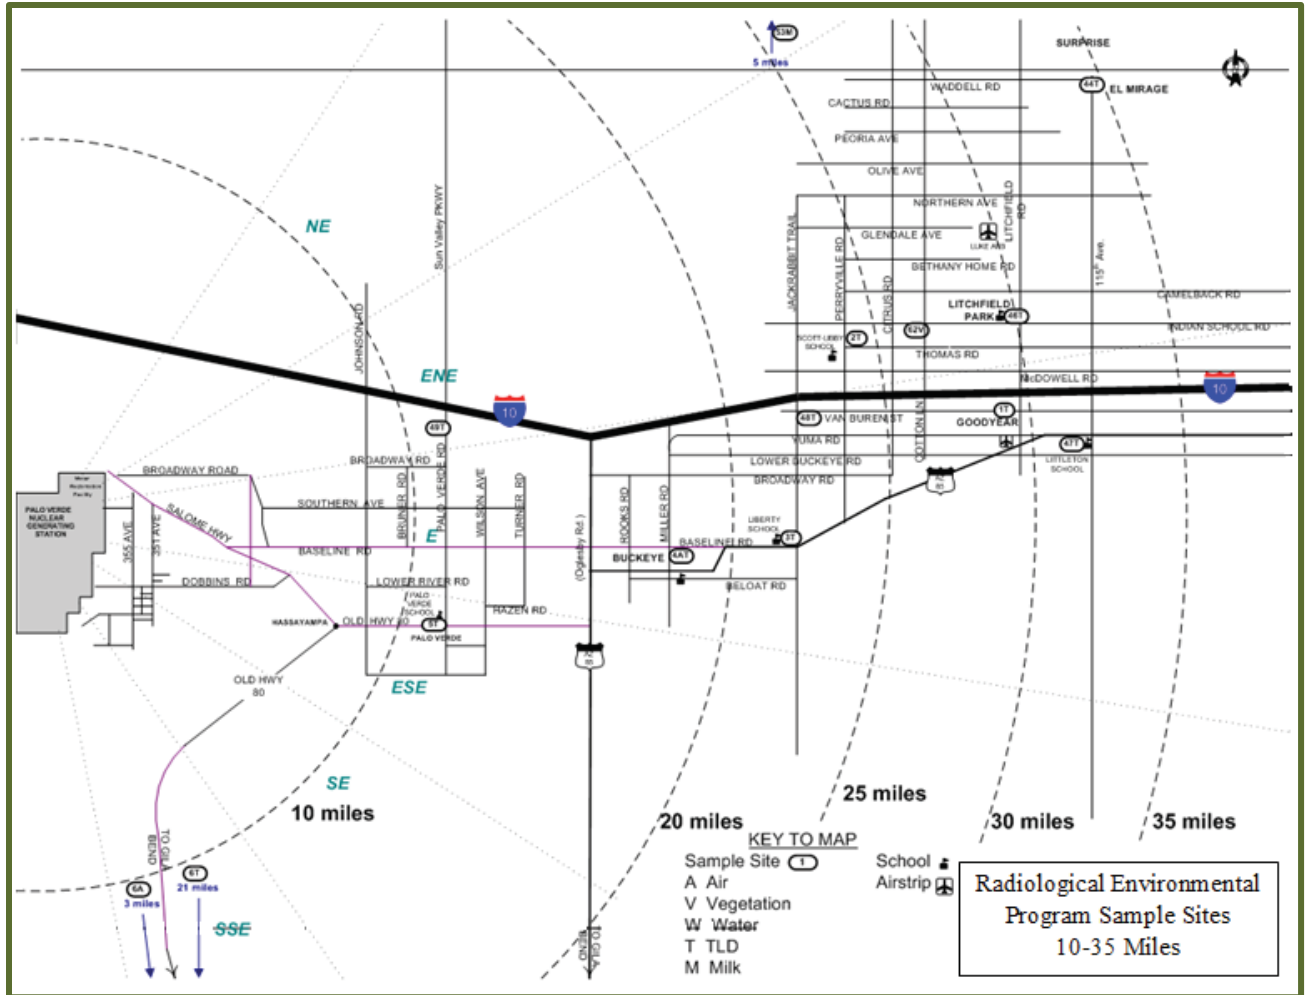 53M
5 miles
SURPRISE
44T
EL MIRAGE
WADDELL RD
CACTUS RD
PEORIA AVE
OLIVE AVE
NORTHERN AVE
GLENDALE AVE
LUKE AFB
BETHANY HOME RD
LITCHFIELD
RD
115th Ave.
JACKRABBIT TRAIL
PERRYVILLE RD
CITRUS RD
COTTON LN
Sun Valley PKWY
JOHNSON RD
NE
ENE
CAMELBACK RD
LITCHFIELD
PARK
46T
INDIAN SCHOOL RD
62V
2T
SCOTT-LIBBY
SCHOOL
THOMAS RD
McDOWELL RD
10
10
1T
GOODYEAR
48T
VAN BUREN ST
YUMA RD
47T
LITTLETON
SCHOOL
LOWER BUCKEYE RD
BROADWAY RD
85
49T
BROADWAY RD
BROADWAY ROAD
Water
Reclamation
Facility
PALO VERDE
NUCLEAR
GENERATING
STATION
355 AVE
351 AVE
SALOME HWY
SOUTHERN AVE
BRUNER RD
PALO VERDE RD
WILSON AVE
TURNER RD
(Oglesby Rd.)
ROOKS RD
MILLER RD
E
BASELINE RD
LIBERTY
SCHOOL
3T
BASELINE RD
BUCKEYE
4AT
BELOAT RD
DOBBINS RD
LOWER RIVER RD
PALO
VERDE
SCHOOL
HAZEN RD
HASSAYAMPA
OLD HWY 80
5T
PALO VERDE
85
OLD HWY
80
ESE
SE
10 miles
20 miles
25 miles
30 miles
35 miles
TO GILA
BEND
6A
3 miles
6T
21 miles
SSE
TO GILA
BEND
KEY TO MAP
Sample Site 1
A Air
V Vegetation
W Water
T TLD
M Milk
School
Airstrip
Radiological Environmental
Program Sample Sites
10-35 Miles